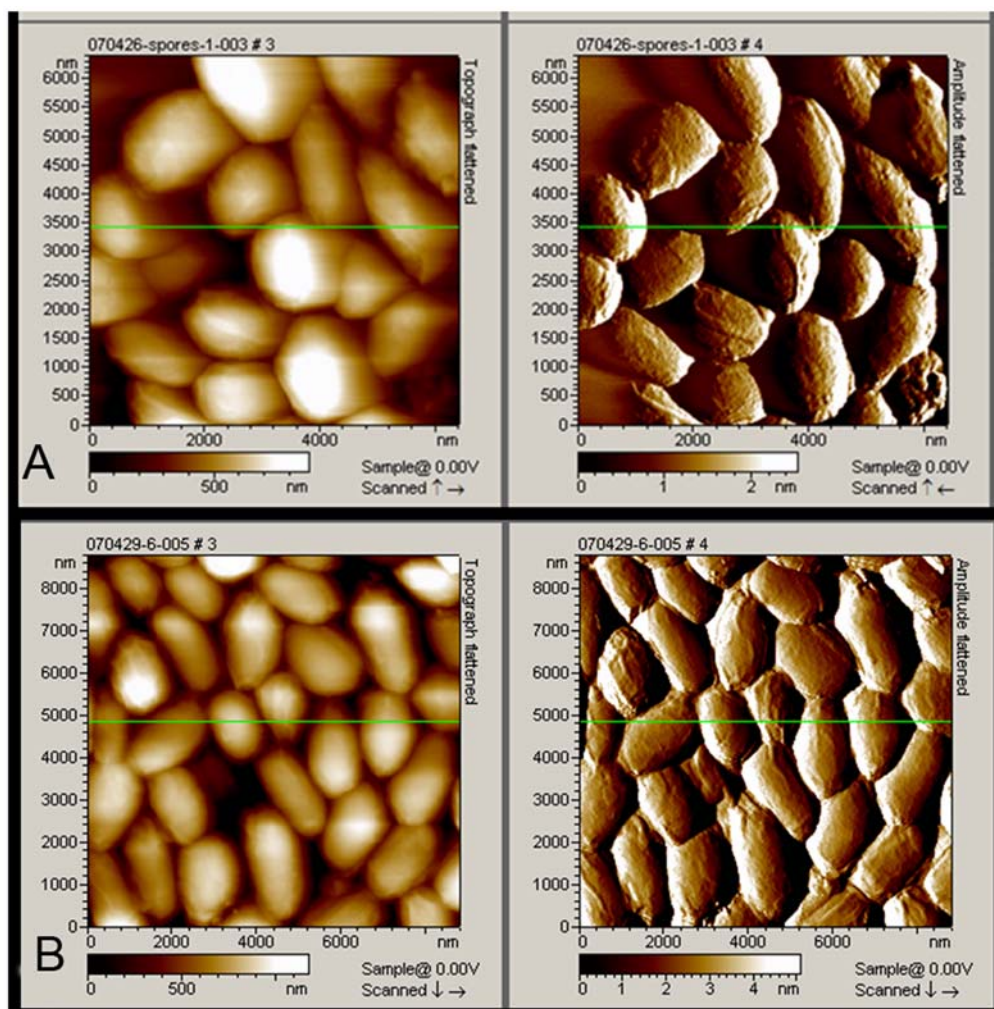 070426-spores-1-003 # 3
nm
6000
5500
5000
4500
4000
3500
3000
2500
2000
1500
1000
500
0
0 2000 4000 nm
Topograph flattened
0 500 nm
Sample@ 0.00V
Scanned ↑ →
A
070426-spores-1-003 # 4
nm
6000
5500
5000
4500
4000
3500
3000
2500
2000
1500
1000
500
0
0 2000 4000 nm
Amplitude flattened
0 1 2 nm
Sample@ 0.00V
Scanned ↑ ←
070429-6-005 # 3
nm
8000
7000
6000
5000
4000
3000
2000
1000
0
0 2000 4000 6000 nm
Topograph flattened
0 500 nm
Sample@ 0.00V
Scanned ↓ →
B
070429-6-005 # 4
nm
8000
7000
6000
5000
4000
3000
2000
1000
0
0 2000 4000 6000 nm
Amplitude flattened
0 1 2 3 4 nm
Sample@ 0.00V
Scanned ↓ →